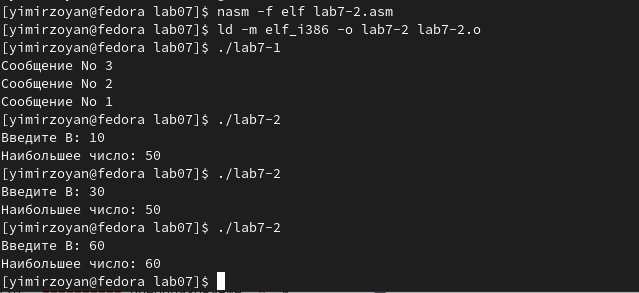 [yimirzoyan@fedora lab07]$ nasm -f elf lab7-2.asm
[yimirzoyan@fedora lab07]$ ld -m elf_i386 -o lab7-2 lab7-2.o
[yimirzoyan@fedora lab07]$ ./lab7-1
Сообщение No 3
Сообщение No 2
Сообщение No 1
[yimirzoyan@fedora lab07]$ ./lab7-2
Введите B: 10
Наибольшее число: 50
[yimirzoyan@fedora lab07]$ ./lab7-2
Введите B: 30
Наибольшее число: 50
[yimirzoyan@fedora lab07]$ ./lab7-2
Введите B: 60
Наибольшее число: 60
[yimirzoyan@fedora lab07]$